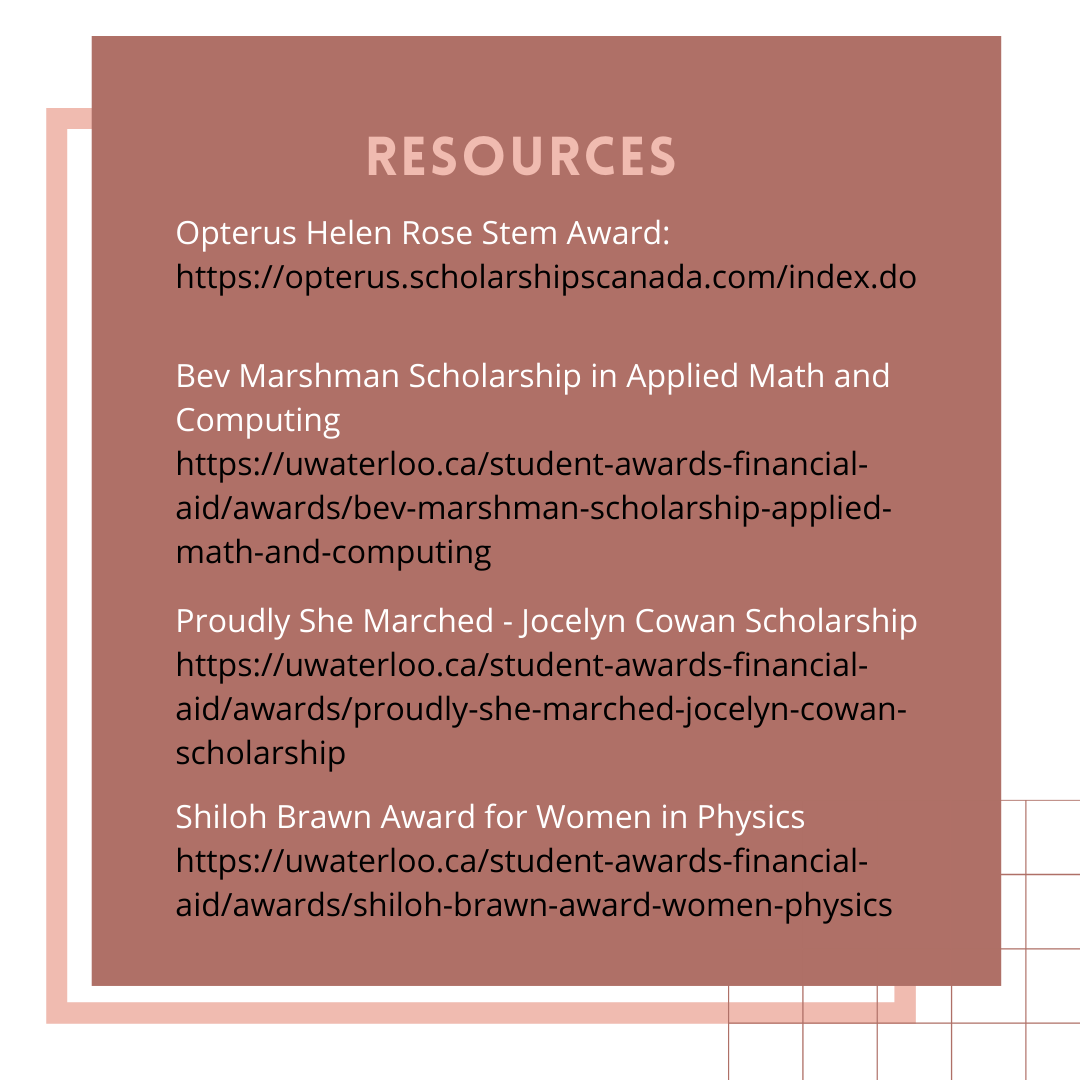 RESOURCES
Opterus Helen Rose Stem Award:
https://opterus.scholarshipscanada.com/index.do
Bev Marshman Scholarship in Applied Math and
Computing
https://uwaterloo.ca/student-awards-financial-
aid/awards/bev-marshman-scholarship-applied-
math-and-computing
Proudly She Marched - Jocelyn Cowan Scholarship
https://uwaterloo.ca/student-awards-financial-
aid/awards/proudly-she-marched-jocelyn-cowan-
scholarship
Shiloh Brawn Award for Women in Physics
https://uwaterloo.ca/student-awards-financial-
aid/awards/shiloh-brawn-award-women-physics